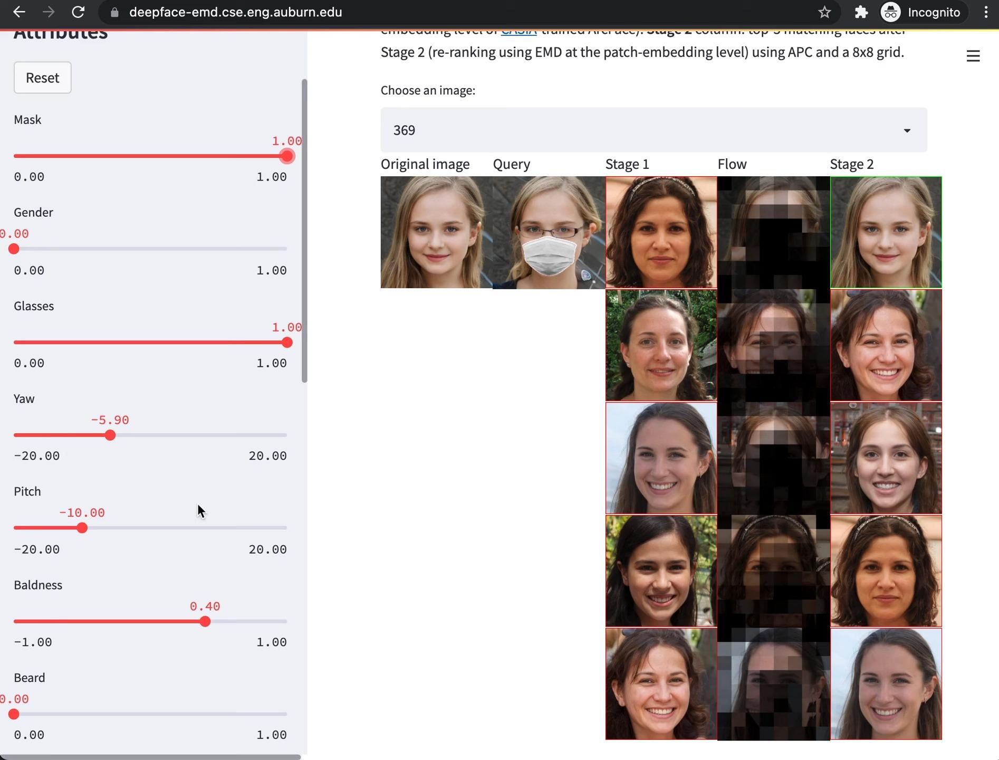 deepface-emd.cse.eng.auburn.edu
Incognito
Attributes
Reset
Mask
1.00
0.00 1.00
Gender
0.00
0.00 1.00
Glasses
1.00
0.00 1.00
Yaw
-5.90
-20.00 20.00
Pitch
-10.00
-20.00 20.00
Baldness
0.40
-1.00 1.00
Beard
0.00
0.00 1.00
embedding level of CASIA-trained ArcFace). Stage 2 column: top-5 matching faces after
Stage 2 (re-ranking using EMD at the patch-embedding level) using APC and a 8x8 grid.
Choose an image:
369
Original image Query Stage 1 Flow Stage 2